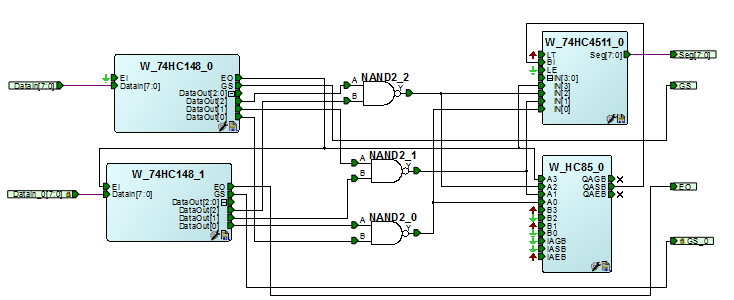 W_74HC148_0
EI
DataIn[7:0]
EO
GS
DataOut[2:0]
DataOut[2]
DataOut[1]
DataOut[0]
DataIn[7:0]
W_74HC148_1
EI
DataIn[7:0]
EO
GS
DataOut[2:0]
DataOut[2]
DataOut[1]
DataOut[0]
DataIn_0[7:0]
NAND2_2
A
B
Y
NAND2_1
A
B
Y
NAND2_0
A
B
Y
W_74HC4511_0
LT
BI
LE
IN[3:0]
IN[3]
IN[2]
IN[1]
IN[0]
Seg[7:0]
Seg[7:0]
GS
W_HC85_0
A3
A2
A1
A0
B3
B2
B1
B0
IAGB
IASB
IAEB
QAGB
QASB
QAEB
EO
GS_0